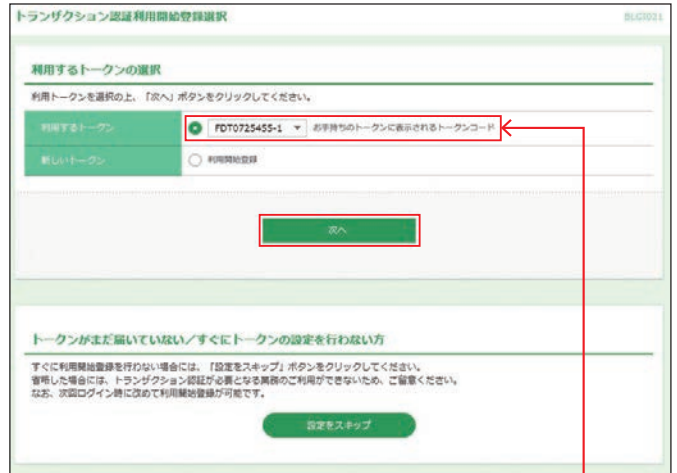 トランザクション認証利用開始登録選択
BLGI021
利用するトークンの選択
利用トークンを選択の上、「次へ」ボタンをクリックしてください。
利用するトークン
FDT0725455-1 お手持ちのトークンに表示されるトークンコード
新しいトークン
利用開始登録
次へ
トークンがまだ届いていない／すぐにトークンの設定を行わない方
すぐに利用開始登録を行わない場合には、「設定をスキップ」ボタンをクリックしてください。
省略した場合には、トランザクション認証が必要となる業務のご利用ができないため、ご留意ください。
なお、次回ログイン時に改めて利用開始登録が可能です。
設定をスキップ